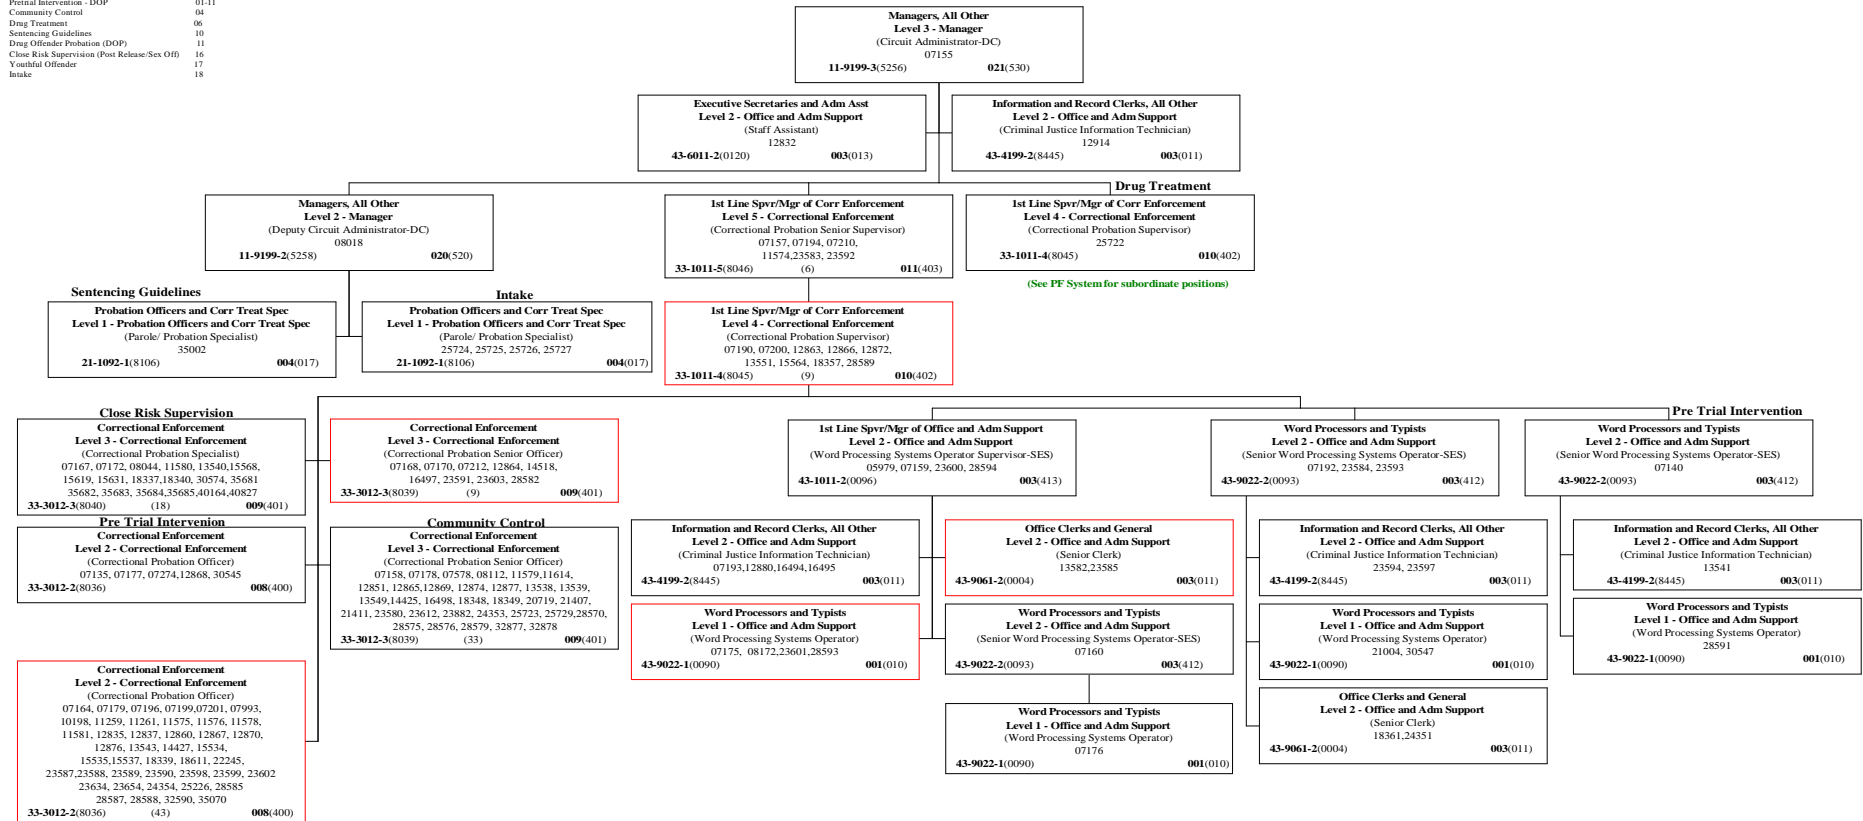 Pretrial Intervention - DOP 01-11
Community Control 04
Drug Treatment 06
Sentencing Guidelines 10
Drug Offender Probation (DOP) 11
Close Risk Supervision (Post Release/Sex Off) 16
Youthful Offender 17
Intake 18
Managers, All Other
Level 3 - Manager
(Circuit Administrator-DC)
07155
11-9199-3(5256) 021(530)
Executive Secretaries and Adm Asst
Level 2 - Office and Adm Support
(Staff Assistant)
12832
43-6011-2(0120) 003(013)
Information and Record Clerks, All Other
Level 2 - Office and Adm Support
(Criminal Justice Information Technician)
12914
43-4199-2(8445) 003(011)
Managers, All Other
Level 2 - Manager
(Deputy Circuit Administrator-DC)
08018
11-9199-2(5258) 020(520)
1st Line Spvr/Mgr of Corr Enforcement
Level 5 - Correctional Enforcement
(Correctional Probation Senior Supervisor)
07157, 07194, 07210,
11574,23583, 23592
33-1011-5(8046) (6) 011(403)
Drug Treatment
1st Line Spvr/Mgr of Corr Enforcement
Level 4 - Correctional Enforcement
(Correctional Probation Supervisor)
25722
33-1011-4(8045) 010(402)
(See PF System for subordinate positions)
Sentencing Guidelines
Probation Officers and Corr Treat Spec
Level 1 - Probation Officers and Corr Treat Spec
(Parole/ Probation Specialist)
35002
21-1092-1(8106) 004(017)
Intake
Probation Officers and Corr Treat Spec
Level 1 - Probation Officers and Corr Treat Spec
(Parole/ Probation Specialist)
25724, 25725, 25726, 25727
21-1092-1(8106) 004(017)
1st Line Spvr/Mgr of Corr Enforcement
Level 4 - Correctional Enforcement
(Correctional Probation Supervisor)
07190, 07200, 12863, 12866, 12872,
13551, 15564, 18357, 28589
33-1011-4(8045) (9) 010(402)
Close Risk Supervision
Correctional Enforcement
Level 3 - Correctional Enforcement
(Correctional Probation Specialist)
07167, 07172, 08044, 11580, 13540,15568,
15619, 15631, 18337,18340, 30574, 35681
35682, 35683, 35684,35685,40164,40827
33-3012-3(8040) (18) 009(401)
Correctional Enforcement
Level 3 - Correctional Enforcement
(Correctional Probation Senior Officer)
07168, 07170, 07212, 12864, 14518,
16497, 23591, 23603, 28582
33-3012-3(8039) (9) 009(401)
Pre Trial Intervenion
Correctional Enforcement
Level 2 - Correctional Enforcement
(Correctional Probation Officer)
07135, 07177, 07274,12868, 30545
33-3012-2(8036) 008(400)
Community Control
Correctional Enforcement
Level 3 - Correctional Enforcement
(Correctional Probation Senior Officer)
07158, 07178, 07578, 08112, 11579,11614,
12851, 12865,12869, 12874, 12877, 13538, 13539,
13549,14425, 16498, 18348, 18349, 20719, 21407,
21411, 23580, 23612, 23882, 24353, 25723, 25729,28570,
28575, 28576, 28579, 32877, 32878
33-3012-3(8039) (33) 009(401)
Correctional Enforcement
Level 2 - Correctional Enforcement
(Correctional Probation Officer)
07164, 07179, 07196, 07199,07201, 07993,
10198, 11259, 11261, 11575, 11576, 11578,
11581, 12835, 12837, 12860, 12867, 12870,
12876, 13543, 14427, 15534,
15535,15537, 18339, 18611, 22245,
23587,23588, 23589, 23590, 23598, 23599, 23602
23634, 23654, 24354, 25226, 28585
28587, 28588, 32590, 35070
33-3012-2(8036) (43) 008(400)
1st Line Spvr/Mgr of Office and Adm Support
Level 2 - Office and Adm Support
(Word Processing Systems Operator Supervisor-SES)
05979, 07159, 23600, 28594
43-1011-2(0096) 003(413)
Word Processors and Typists
Level 2 - Office and Adm Support
(Senior Word Processing Systems Operator-SES)
07192, 23584, 23593
43-9022-2(0093) 003(412)
Pre Trial Intervention
Word Processors and Typists
Level 2 - Office and Adm Support
(Senior Word Processing Systems Operator-SES)
07140
43-9022-2(0093) 003(412)
Information and Record Clerks, All Other
Level 2 - Office and Adm Support
(Criminal Justice Information Technician)
07193,12880,16494,16495
43-4199-2(8445) 003(011)
Office Clerks and General
Level 2 - Office and Adm Support
(Senior Clerk)
13582,23585
43-9061-2(0004) 003(011)
Information and Record Clerks, All Other
Level 2 - Office and Adm Support
(Criminal Justice Information Technician)
23594, 23597
43-4199-2(8445) 003(011)
Information and Record Clerks, All Other
Level 2 - Office and Adm Support
(Criminal Justice Information Technician)
13541
43-4199-2(8445) 003(011)
Word Processors and Typists
Level 1 - Office and Adm Support
(Word Processing Systems Operator)
07175, 08172,23601,28593
43-9022-1(0090) 001(010)
Word Processors and Typists
Level 2 - Office and Adm Support
(Senior Word Processing Systems Operator-SES)
07160
43-9022-2(0093) 003(412)
Word Processors and Typists
Level 1 - Office and Adm Support
(Word Processing Systems Operator)
21004, 30547
43-9022-1(0090) 001(010)
Word Processors and Typists
Level 1 - Office and Adm Support
(Word Processing Systems Operator)
28591
43-9022-1(0090) 001(010)
Word Processors and Typists
Level 1 - Office and Adm Support
(Word Processing Systems Operator)
07176
43-9022-1(0090) 001(010)
Office Clerks and General
Level 2 - Office and Adm Support
(Senior Clerk)
18361,24351
43-9061-2(0004) 003(011)